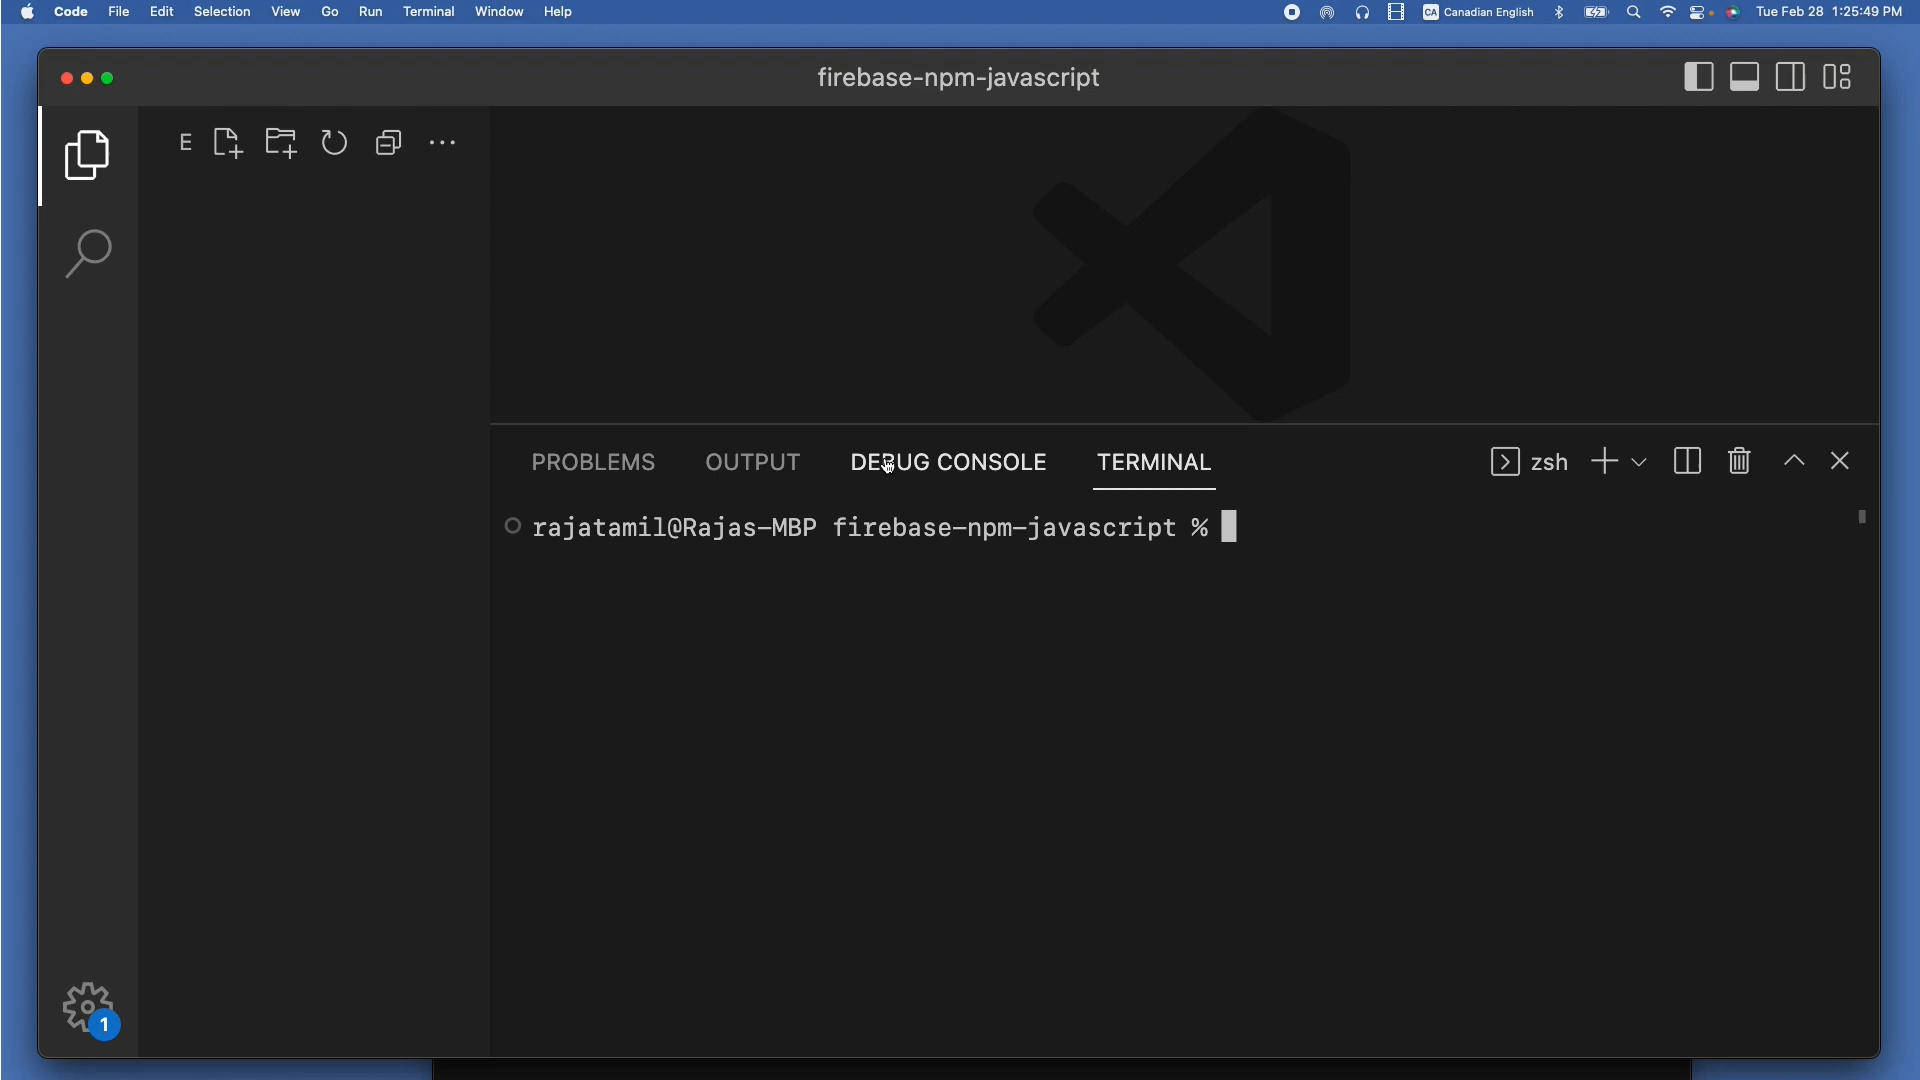 Code File Edit Selection View Go Run Terminal Window Help CA Canadian English Tue Feb 28 1:25:49 PM
firebase-npm-javascript
E
PROBLEMS OUTPUT DEBUG CONSOLE TERMINAL zsh
rajatamil@Rajas-MBP firebase-npm-javascript %
1